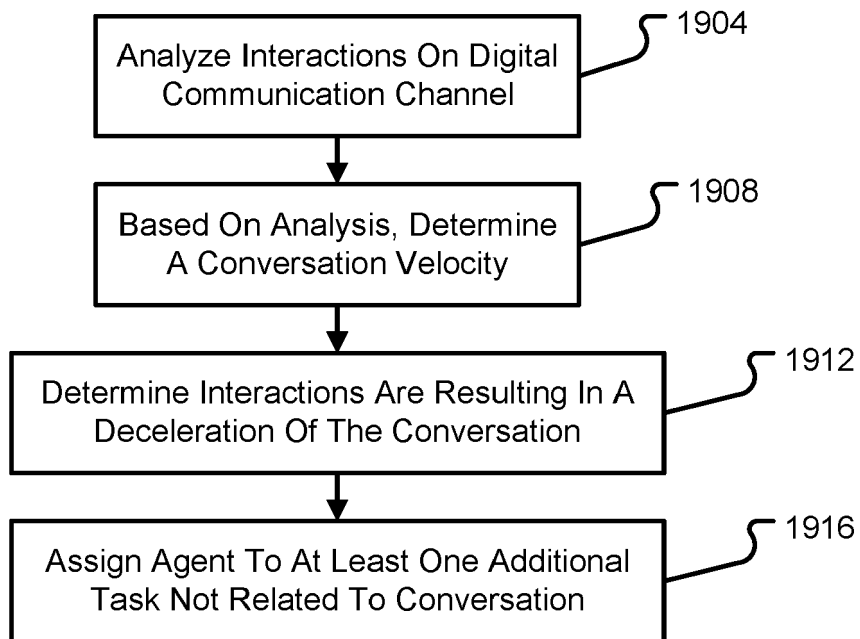 1904
Analyze Interactions On Digital
Communication Channel
1908
Based On Analysis, Determine
A Conversation Velocity
1912
Determine Interactions Are Resulting In A
Deceleration Of The Conversation
1916
Assign Agent To At Least One Additional
Task Not Related To Conversation